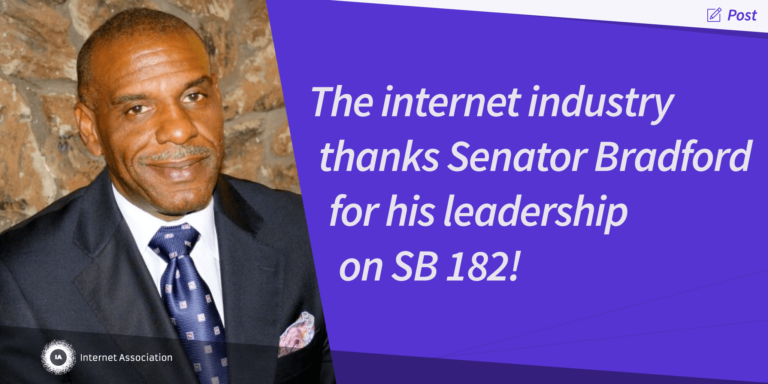 Post
The internet industry
thanks Senator Bradford
for his leadership
on SB 182!
IA
Internet Association